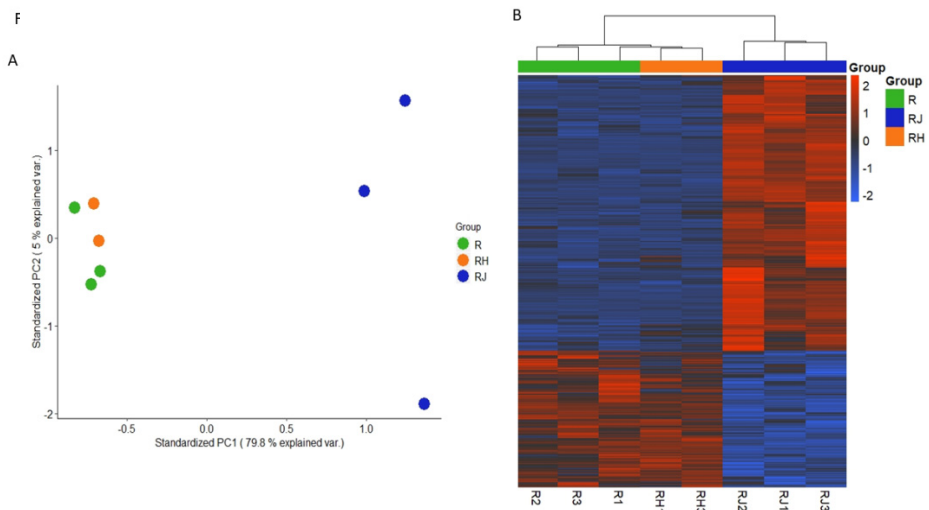 F
A
B
1
0
-1
-2
Standardized PC2 ( 5 % explained var.)
-0.5
0.0
0.5
1.0
Standardized PC1 ( 79.8 % explained var.)
Group
R
RH
RJ
Group
2
1
0
-1
-2
Group
R
RJ
RH
R2
R3
R1
RJ2
RJ1
RJ3